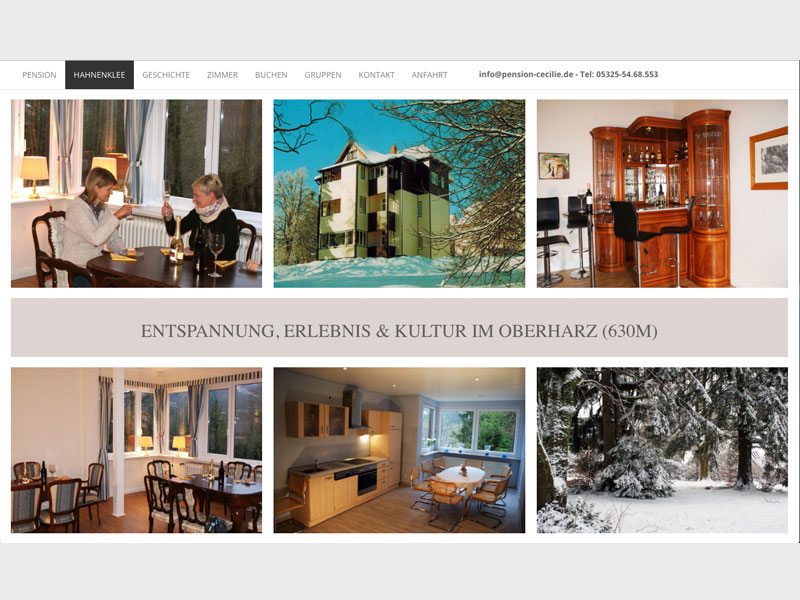 PENSION HAHNENKLEE GESCHICHTE ZIMMER BUCHEN GRUPPEN KONTAKT ANFAHRT info@pension-cecilie.de - Tel: 05325-54.68.553
ENTSPANNUNG, ERLEBNIS & KULTUR IM OBERHARZ (630M)